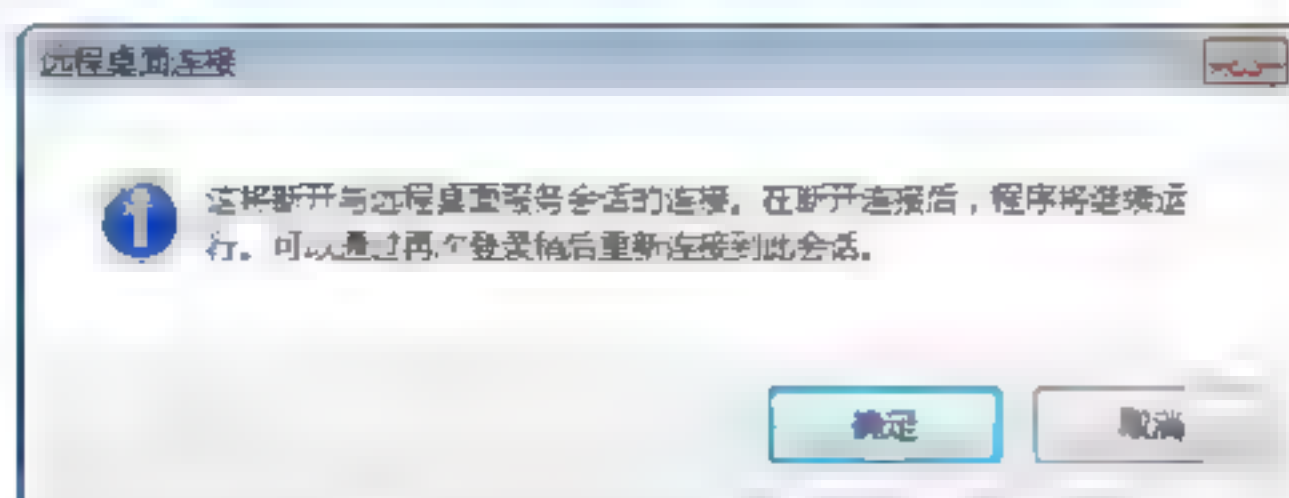 远程桌面连接
这将断开与远程桌面服务会话的连接。在断开连接后，程序将继续运
行。可以通过再次登录稍后重新连接到此会话。
确定
取消